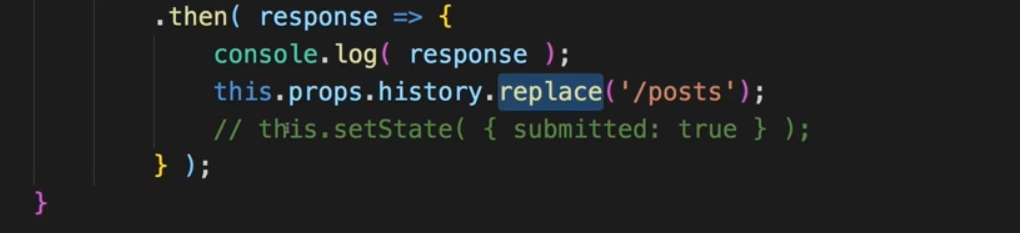 .then( response => {
console.log( response );
this.props.history.replace('/posts');
// this.setState( { submitted: true } );
} );
}